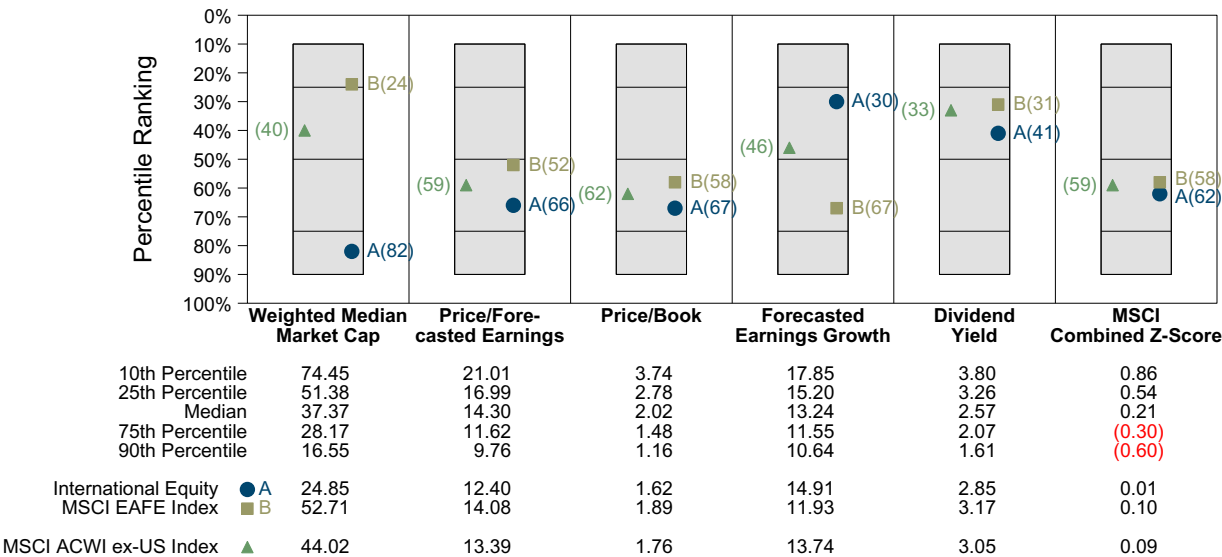 Percentile Ranking
0%
10%
20%
30%
40%
50%
60%
70%
80%
90%
100%
(40)
B(24)
A(82)
(59)
B(52)
A(66)
(62)
B(58)
A(67)
(46)
A(30)
B(67)
(33)
B(31)
A(41)
(59)
B(58)
A(62)
Weighted Median Market Cap
Price/Fore-casted Earnings
Price/Book
Forecasted Earnings Growth
Dividend Yield
MSCI Combined Z-Score
10th Percentile 74.45 21.01 3.74 17.85 3.80 0.86
25th Percentile 51.38 16.99 2.78 15.20 3.26 0.54
Median 37.37 14.30 2.02 13.24 2.57 0.21
75th Percentile 28.17 11.62 1.48 11.55 2.07 (0.30)
90th Percentile 16.55 9.76 1.16 10.64 1.61 (0.60)
International Equity A 24.85 12.40 1.62 14.91 2.85 0.01
MSCI EAFE Index B 52.71 14.08 1.89 11.93 3.17 0.10
MSCI ACWI ex-US Index 44.02 13.39 1.76 13.74 3.05 0.09